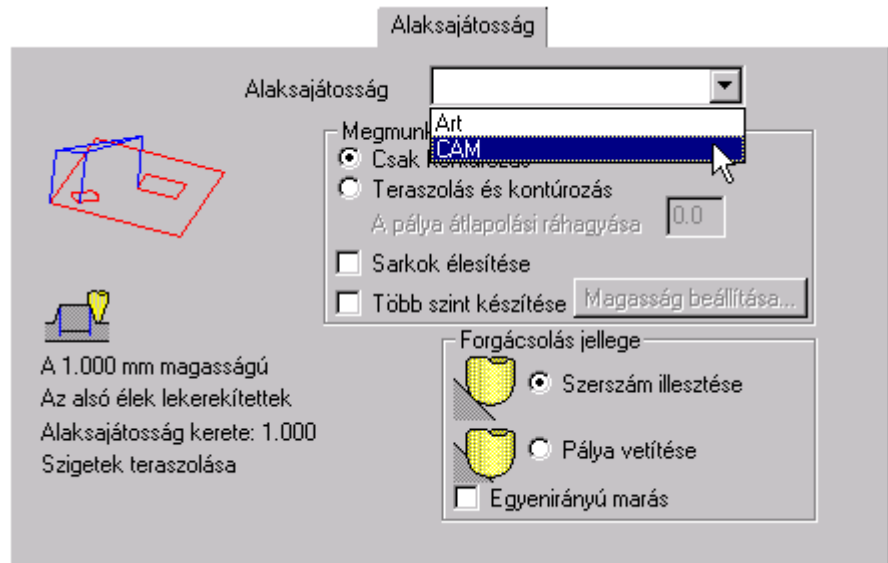 Alaksajátosság
Alaksajátosság
Art
CAM
Csak
Teraszolás és kontúrozás
A pálya átlapolási ráhagyása 0.0
Sarkok élesítése
Több szint készítése Magasság beállítása...
Forgácsolás jellege
Szerszám illesztése
Pálya vetítése
Egyenirányú marás
A 1.000 mm magasságú
Az alsó élek lekerekítettek
Alaksajátosság kerete: 1.000
Szigetek teraszolása